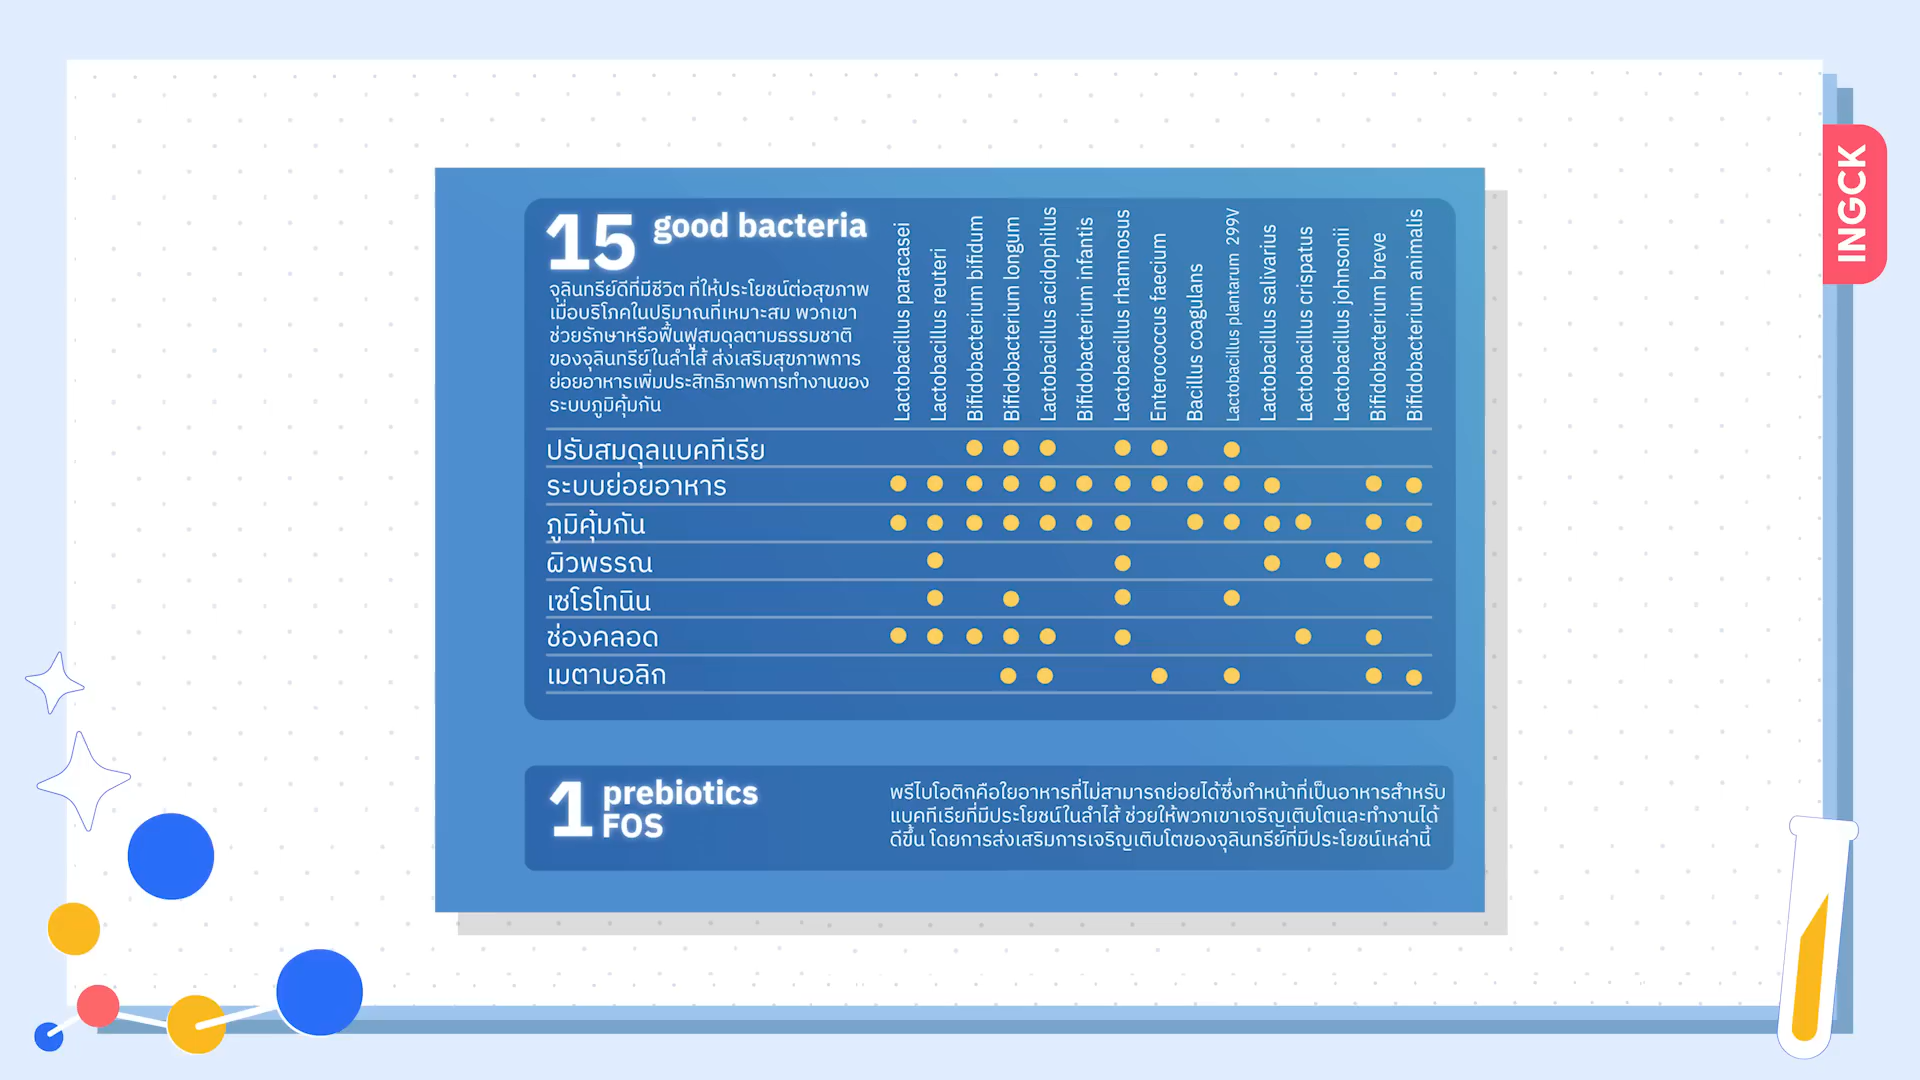 15 good bacteria
จุลินทรีย์ดีที่มีชีวิต ที่ให้ประโยชน์ต่อสุขภาพ
เมื่อบริโภคในปริมาณที่เหมาะสม พวกเขา
ช่วยรักษาหรือฟื้นฟูสมดุลตามธรรมชาติ
ของจุลินทรีย์ในลำไส้ ส่งเสริมสุขภาพการ
ย่อยอาหารเพิ่มประสิทธิภาพการทำงานของ
ระบบภูมิคุ้มกัน
Lactobacillus paracasei
Lactobacillus reuteri
Bifidobacterium bifidum
Bifidobacterium longum
Lactobacillus acidophilus
Bifidobacterium infantis
Lactobacillus rhamnosus
Enterococcus faecium
Bacillus coagulans
Lactobacillus plantarum 299V
Lactobacillus salivarius
Lactobacillus crispatus
Lactobacillus johnsonii
Bifidobacterium breve
Bifidobacterium animalis
ปรับสมดุลแบคทีเรีย
ระบบย่อยอาหาร
ภูมิคุ้มกัน
ผิวพรรณ
เซโรโทนิน
ช่องคลอด
เมตาบอลิก
1 prebiotics
FOS
พรีไบโอติกคือใยอาหารที่ไม่สามารถย่อยได้ซึ่งทำหน้าที่เป็นอาหารสำหรับ
แบคทีเรียที่มีประโยชน์ในลำไส้ ช่วยให้พวกเขาเจริญเติบโตและทำงานได้
ดีขึ้น โดยการส่งเสริมการเจริญเติบโตของจุลินทรีย์ที่มีประโยชน์เหล่านี้
INGCK